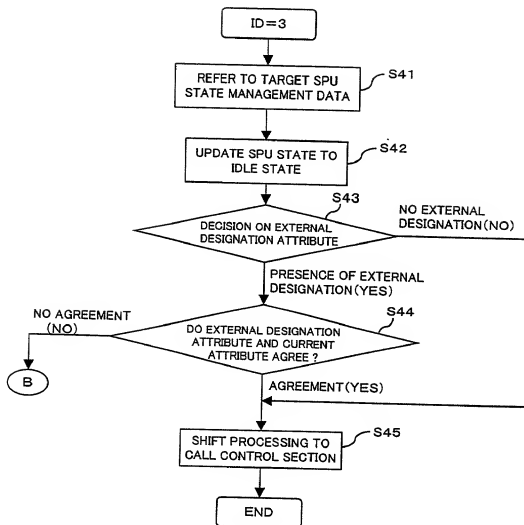 ID=3
REFER TO TARGET SPU
STATE MANAGEMENT DATA
S41
UPDATE SPU STATE TO
IDLE STATE
S42
S43
DECISION ON EXTERNAL
DESIGNATION ATTRIBUTE
NO EXTERNAL
DESIGNATION(NO)
PRESENCE OF EXTERNAL
DESIGNATION(YES)
NO AGREEMENT
(NO)
S44
DO EXTERNAL DESIGNATION
ATTRIBUTE AND CURRENT
ATTRIBUTE AGREE ?
B
AGREEMENT(YES)
SHIFT PROCESSING TO
CALL CONTROL SECTION
S45
END